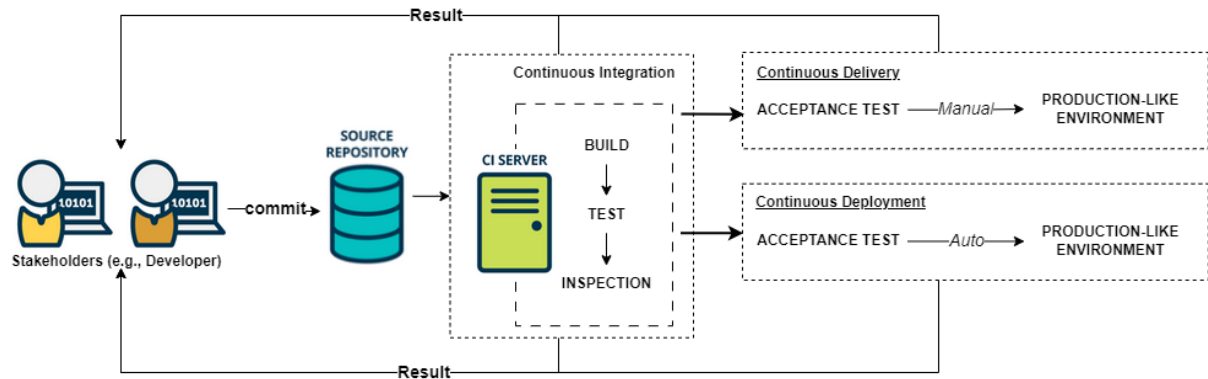 Result
Continuous Integration
Continuous Delivery
ACCEPTANCE TEST
Manual
PRODUCTION-LIKE
ENVIRONMENT
SOURCE
REPOSITORY
CI SERVER
BUILD
TEST
INSPECTION
10101
10101
commit
Stakeholders (e.g., Developer)
Continuous Deployment
ACCEPTANCE TEST
Auto
PRODUCTION-LIKE
ENVIRONMENT
Result